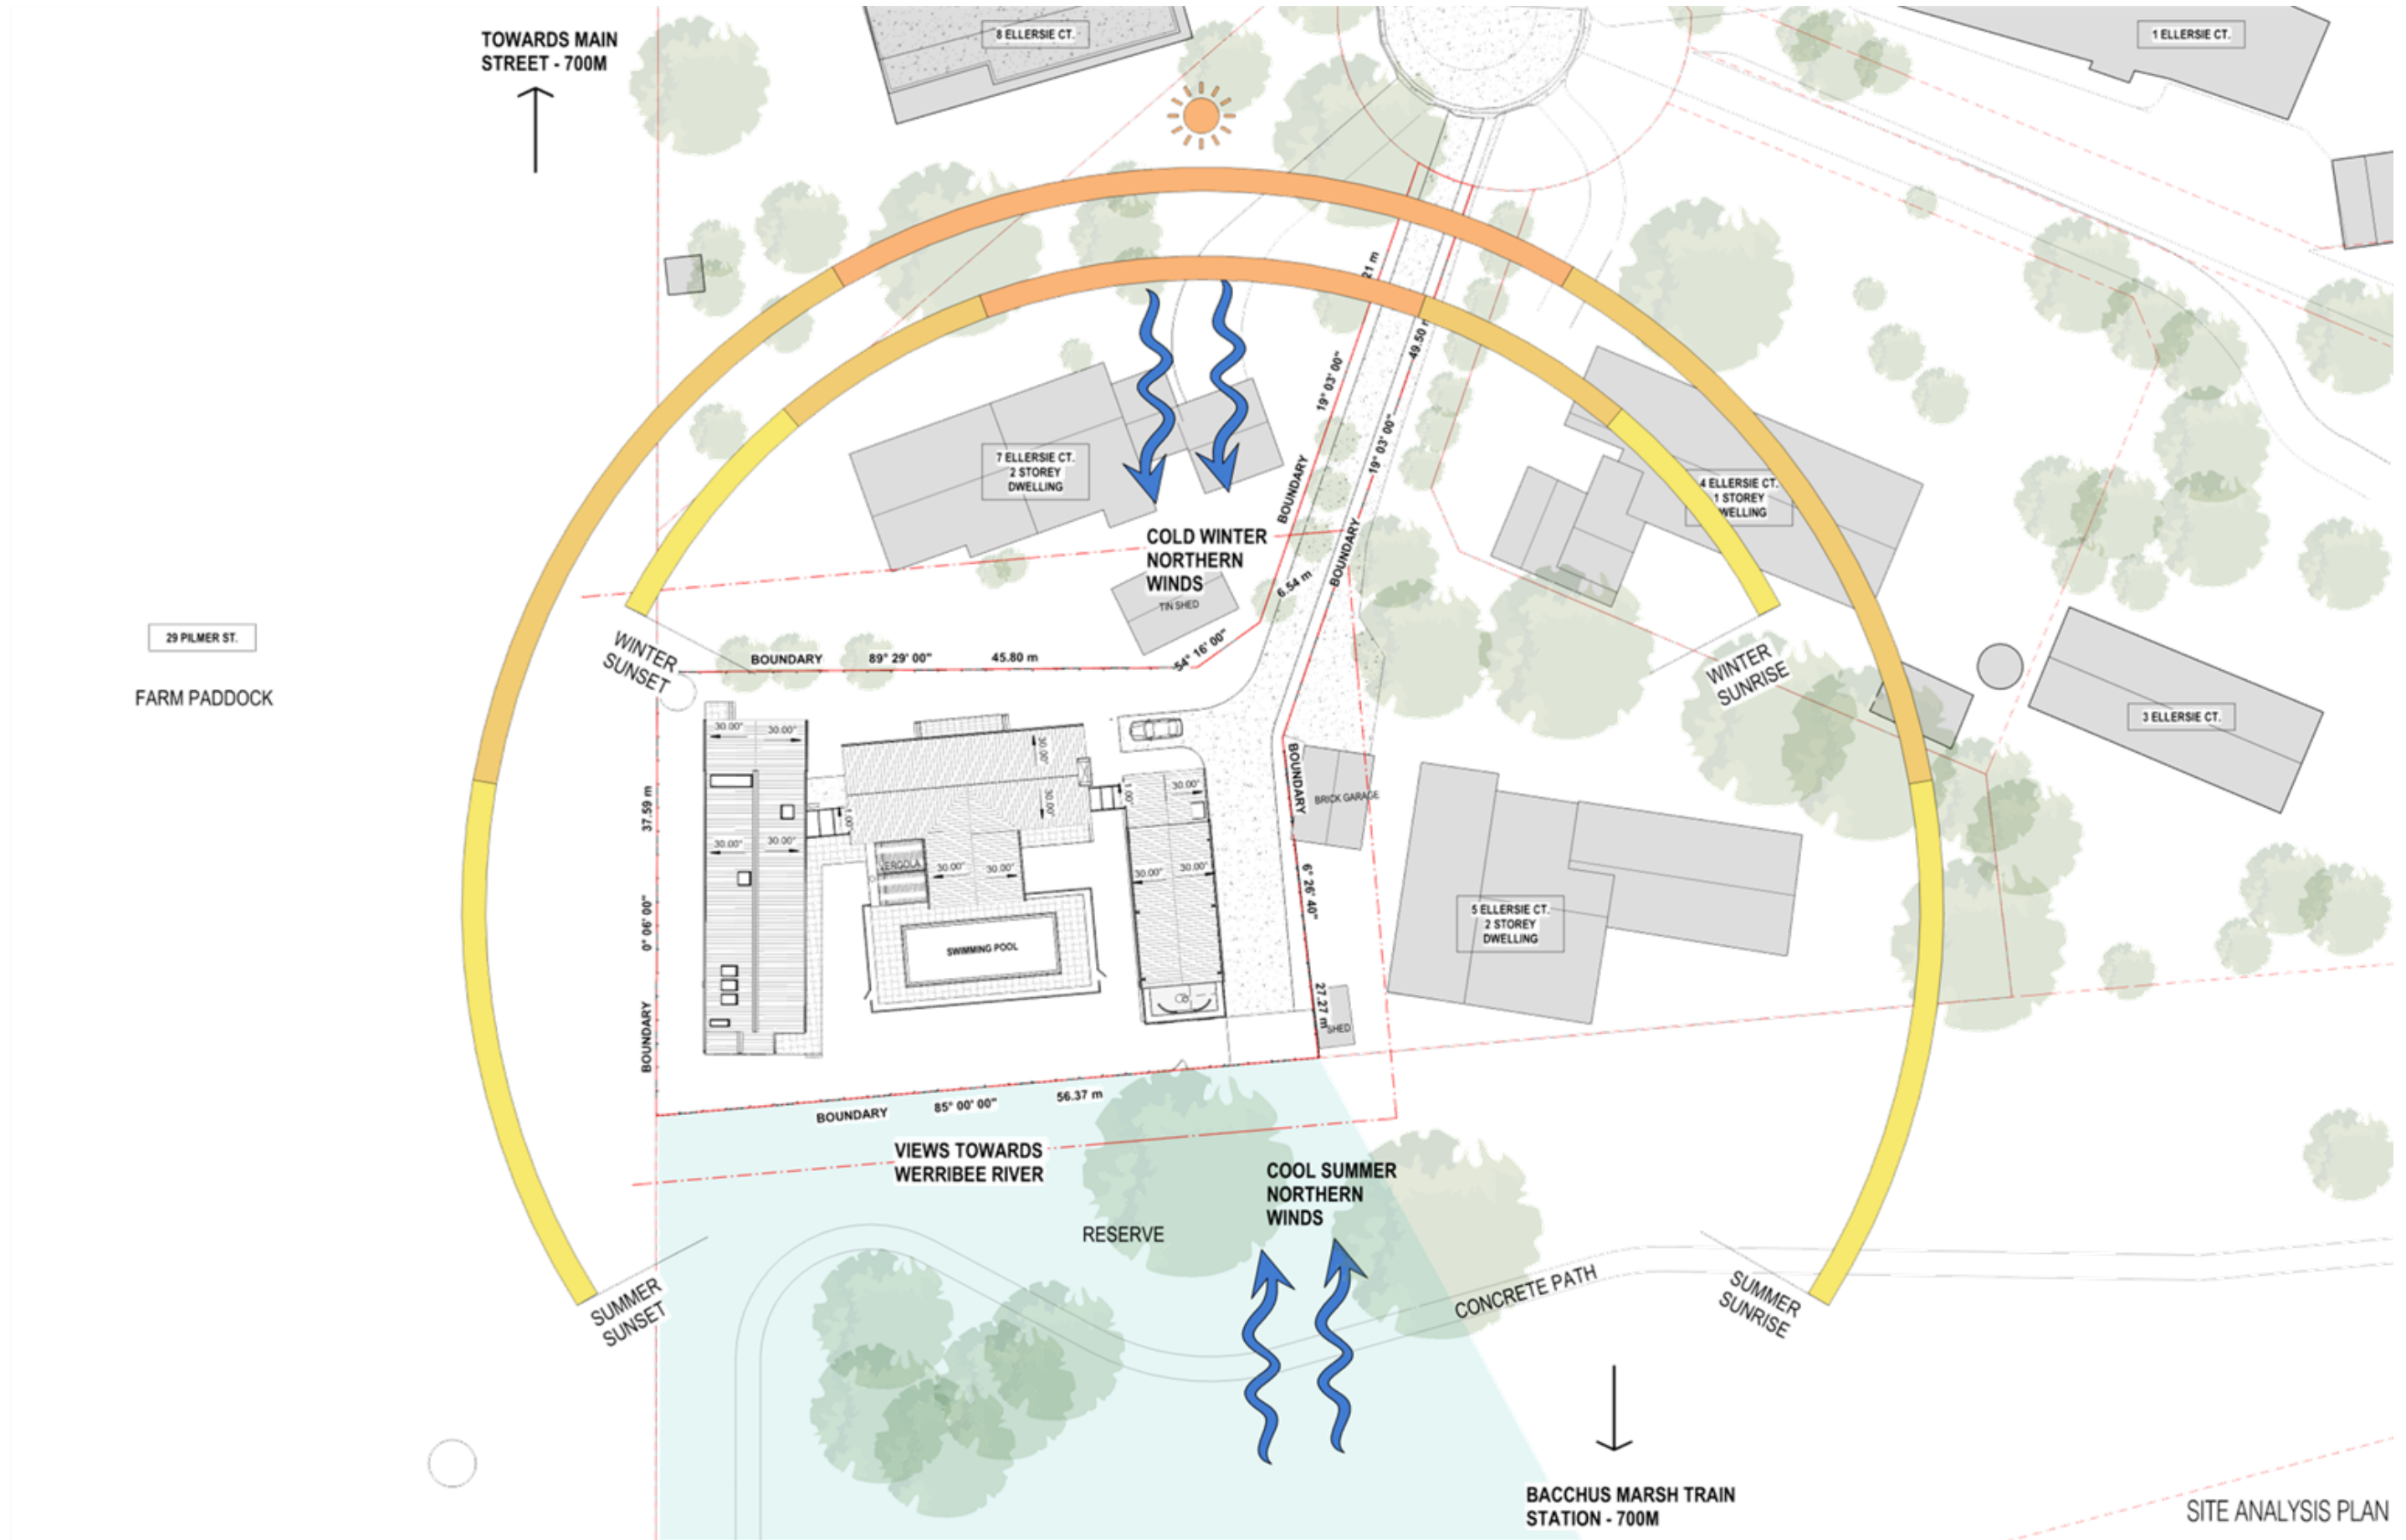 TOWARDS MAIN
STREET - 700M
8 ELLERSIE CT.
1 ELLERSIE CT.
21 m
49.50 m
19° 03' 00"
19° 03' 00"
BOUNDARY
BOUNDARY
7 ELLERSIE CT.
2 STOREY
DWELLING
4 ELLERSIE CT.
1 STOREY
WELLING
COLD WINTER
NORTHERN
WINDS
TIN SHED
6.54 m
54° 16' 00"
29 PILMER ST.
FARM PADDOCK
WINTER
SUNSET
BOUNDARY 89° 29' 00" 45.80 m
WINTER
SUNRISE
3 ELLERSIE CT.
30.00°
30.00°
30.00°
30.00°
30.00°
30.00°
1.00°
1.00°
30.00°
30.00°
30.00°
ERGOLA
30.00°
30.00°
30.00°
SWIMMING POOL
37.59 m
0° 06' 00"
BOUNDARY
BOUNDARY
BRICK GARAGE
6° 26' 40"
27.27 m
SHED
5 ELLERSIE CT.
2 STOREY
DWELLING
BOUNDARY 85° 00' 00" 56.37 m
VIEWS TOWARDS
WERRIBEE RIVER
RESERVE
COOL SUMMER
NORTHERN
WINDS
CONCRETE PATH
SUMMER
SUNSET
SUMMER
SUNRISE
BACCHUS MARSH TRAIN
STATION - 700M
SITE ANALYSIS PLAN